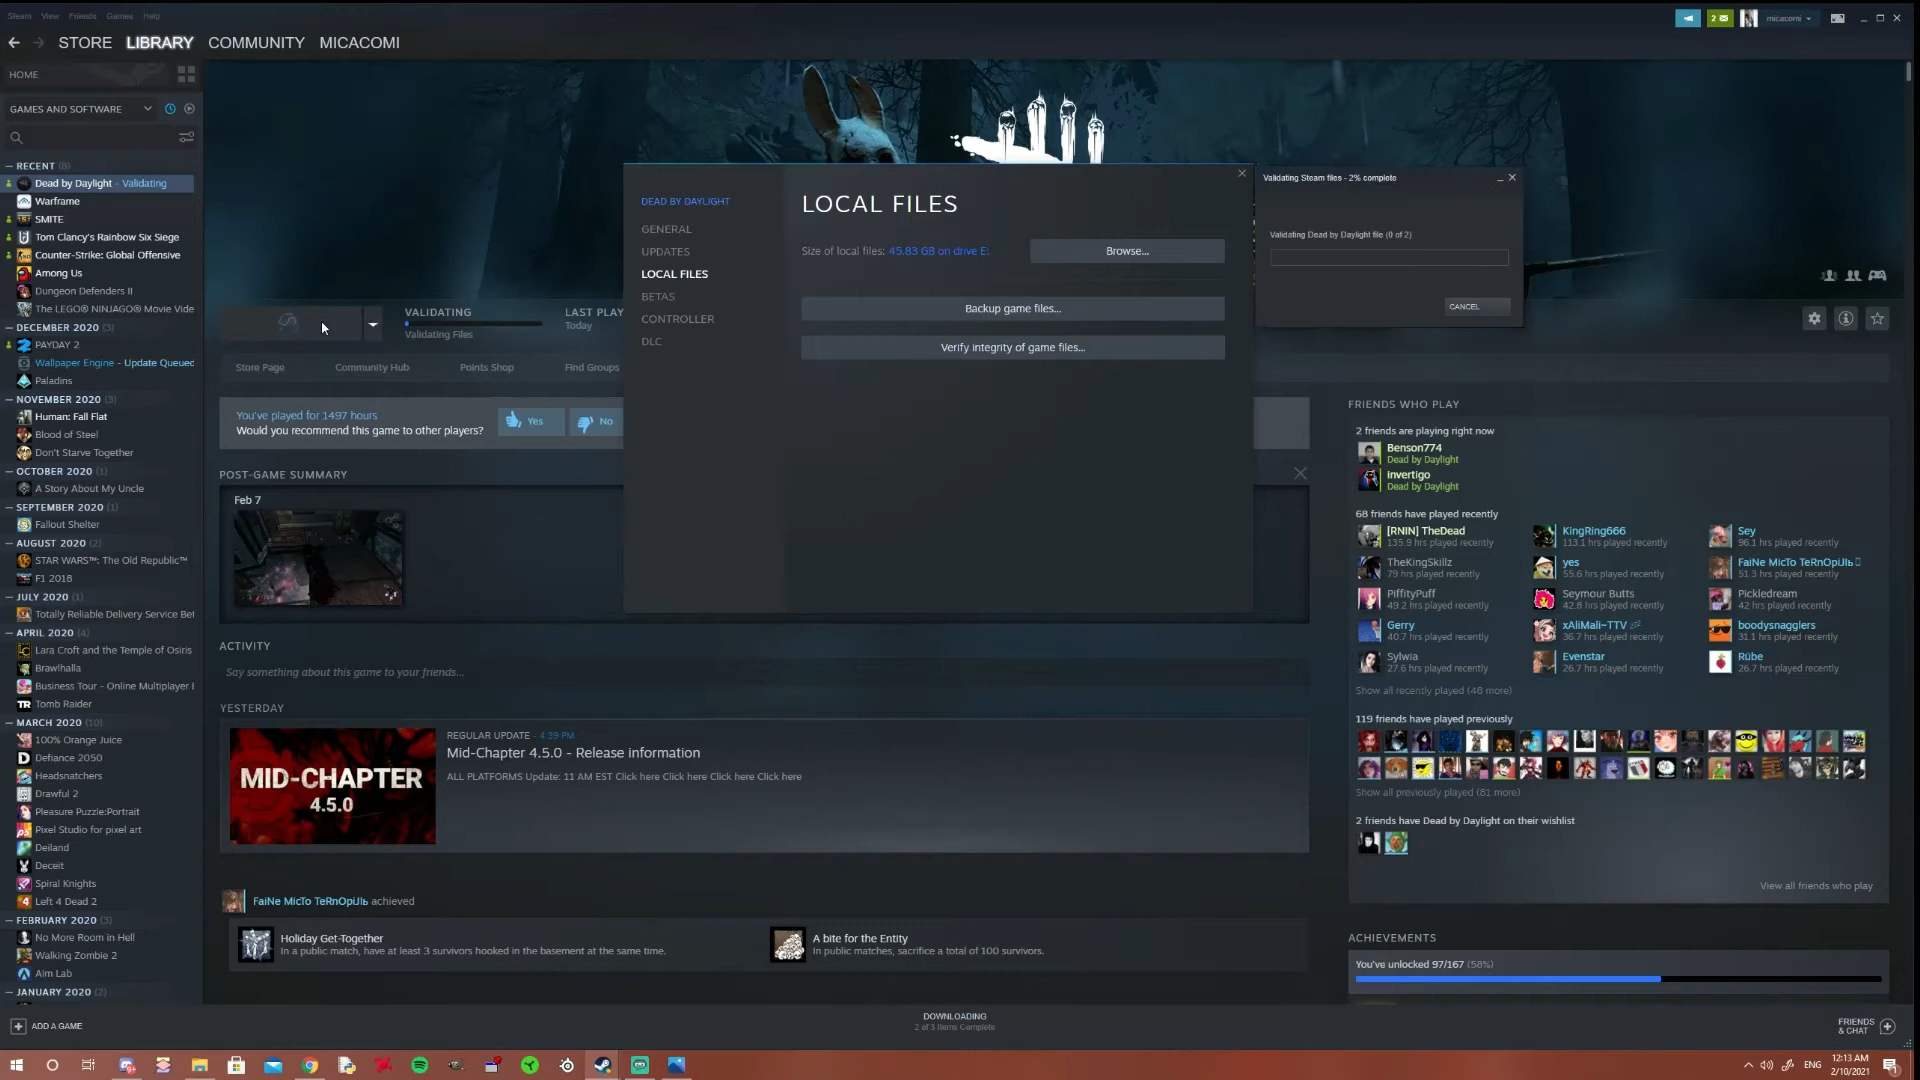 Steam View Friends Games Help
2
micacomi
STORE LIBRARY COMMUNITY MICACOMI
HOME
GAMES AND SOFTWARE
RECENT (8)
Dead by Daylight - Validating
Warframe
SMITE
Tom Clancy's Rainbow Six Siege
Counter-Strike: Global Offensive
Among Us
Dungeon Defenders II
The LEGO® NINJAGO® Movie Vide
DECEMBER 2020 (3)
PAYDAY 2
Wallpaper Engine - Update Queued
Paladins
NOVEMBER 2020 (3)
Human: Fall Flat
Blood of Steel
Don't Starve Together
OCTOBER 2020 (1)
A Story About My Uncle
SEPTEMBER 2020 (1)
Fallout Shelter
AUGUST 2020 (2)
STAR WARS™: The Old Republic™
F1 2018
JULY 2020 (1)
Totally Reliable Delivery Service Bet
APRIL 2020 (4)
Lara Croft and the Temple of Osiris
Brawlhalla
Business Tour - Online Multiplayer
Tomb Raider
MARCH 2020 (10)
100% Orange Juice
Defiance 2050
Headsnatchers
Drawful 2
Pleasure Puzzle:Portrait
Pixel Studio for pixel art
Deiland
Deceit
Spiral Knights
Left 4 Dead 2
FEBRUARY 2020 (3)
No More Room in Hell
Walking Zombie 2
Aim Lab
JANUARY 2020 (2)
ADD A GAME
VALIDATING
Validating Files
LAST PLAY
Today
Store Page Community Hub Points Shop Find Groups
You've played for 1497 hours
Would you recommend this game to other players?
Yes No
POST-GAME SUMMARY
Feb 7
ACTIVITY
Say something about this game to your friends...
YESTERDAY
MID-CHAPTER
4.5.0
REGULAR UPDATE - 4:39 PM
Mid-Chapter 4.5.0 - Release information
ALL PLATFORMS Update: 11 AM EST Click here Click here Click here Click here
FaiNe MicTo TeRnOpiJlь achieved
Holiday Get-Together
In a public match, have at least 3 survivors hooked in the basement at the same time.
A bite for the Entity
In public matches, sacrifice a total of 100 survivors.
DEAD BY DAYLIGHT
GENERAL
UPDATES
LOCAL FILES
BETAS
CONTROLLER
DLC
LOCAL FILES
Size of local files: 45.83 GB on drive E:
Browse...
Backup game files...
Verify integrity of game files...
Validating Steam files - 2% complete
Validating Dead by Daylight file (0 of 2)
CANCEL
FRIENDS WHO PLAY
2 friends are playing right now
Benson774
Dead by Daylight
invertigo
Dead by Daylight
68 friends have played recently
[RNIN] TheDead
135.9 hrs played recently
KingRing666
113.1 hrs played recently
Sey
96.1 hrs played recently
TheKingSkillz
79 hrs played recently
yes
55.6 hrs played recently
FaiNe MicTo TeRnOpiJlь
51.3 hrs played recently
PiffityPuff
49.2 hrs played recently
Seymour Butts
42.8 hrs played recently
Pickledream
42 hrs played recently
Gerry
40.7 hrs played recently
xAliMali-TTV
36.7 hrs played recently
boodysnagglers
31.1 hrs played recently
Sylwia
27.6 hrs played recently
Evenstar
26.7 hrs played recently
Rübe
26.7 hrs played recently
Show all recently played (48 more)
119 friends have played previously
Show all previously played (81 more)
2 friends have Dead by Daylight on their wishlist
View all friends who play
ACHIEVEMENTS
You've unlocked 97/167 (58%)
DOWNLOADING
2 of 3 Items Complete
FRIENDS
& CHAT
ENG
12:13 AM
2/10/2021